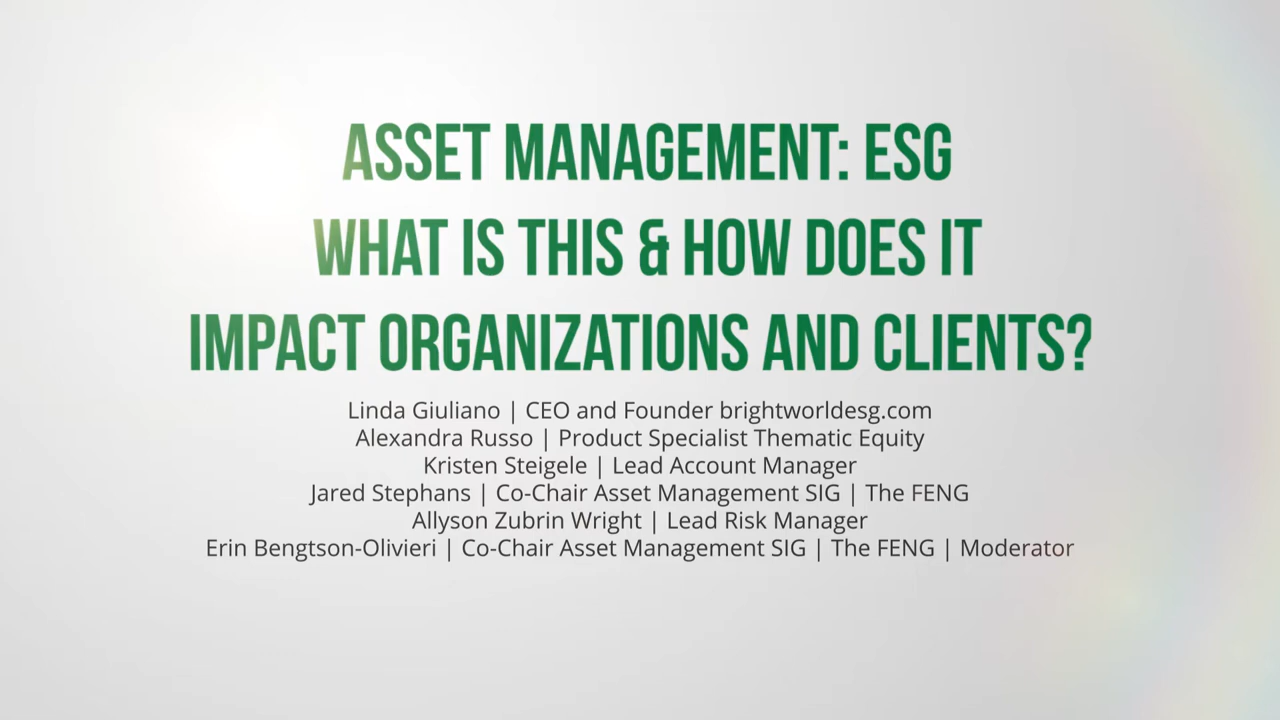 ASSET MANAGEMENT: ESG
WHAT IS THIS & HOW DOES IT
IMPACT ORGANIZATIONS AND CLIENTS?
Linda Giuliano | CEO and Founder brightworldesg.com
Alexandra Russo | Product Specialist Thematic Equity
Kristen Steigele | Lead Account Manager
Jared Stephans | Co-Chair Asset Management SIG | The FENG
Allyson Zubrin Wright | Lead Risk Manager
Erin Bengtson-Olivieri | Co-Chair Asset Management SIG | The FENG | Moderator